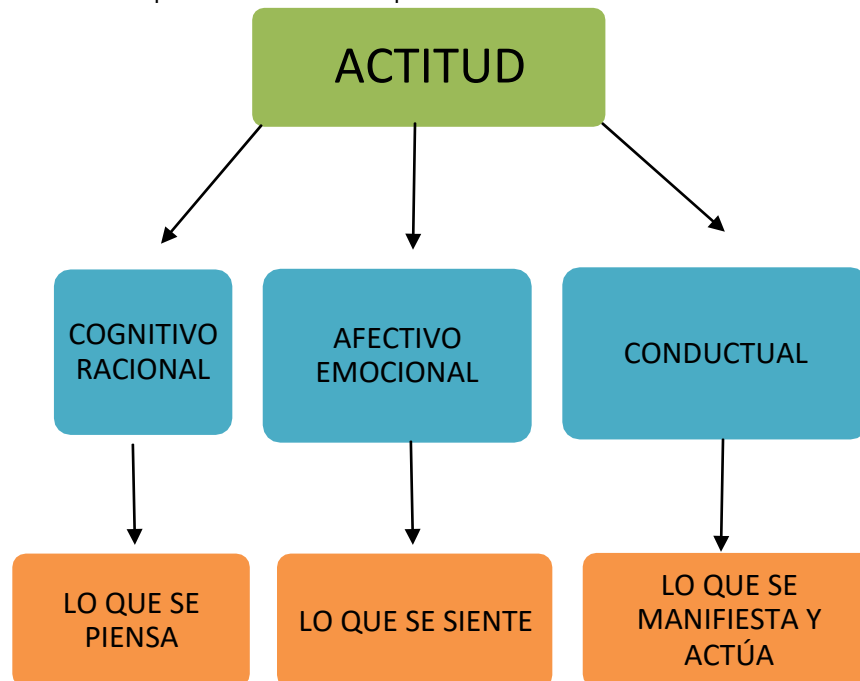 ACTITUD
COGNITIVO
RACIONAL
AFECTIVO
EMOCIONAL
CONDUCTUAL
LO QUE SE
PIENSA
LO QUE SE SIENTE
LO QUE SE
MANIFIESTA Y
ACTÚA